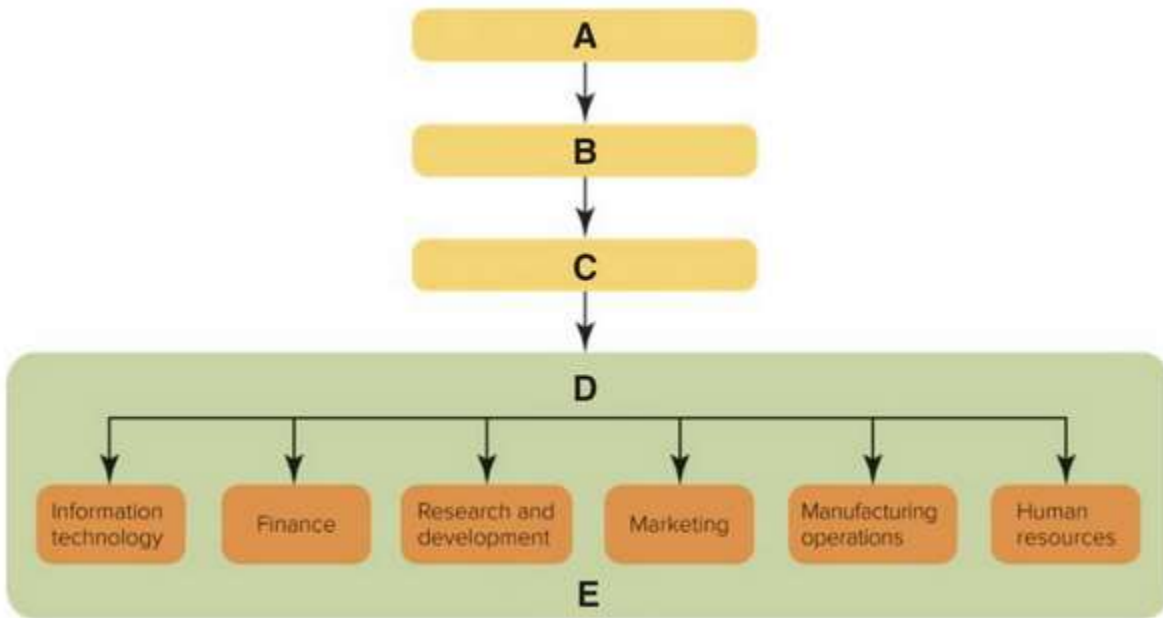 A
B
C
D
Information
technology
Finance
Research and
development
Marketing
Manufacturing
operations
Human
resources
E